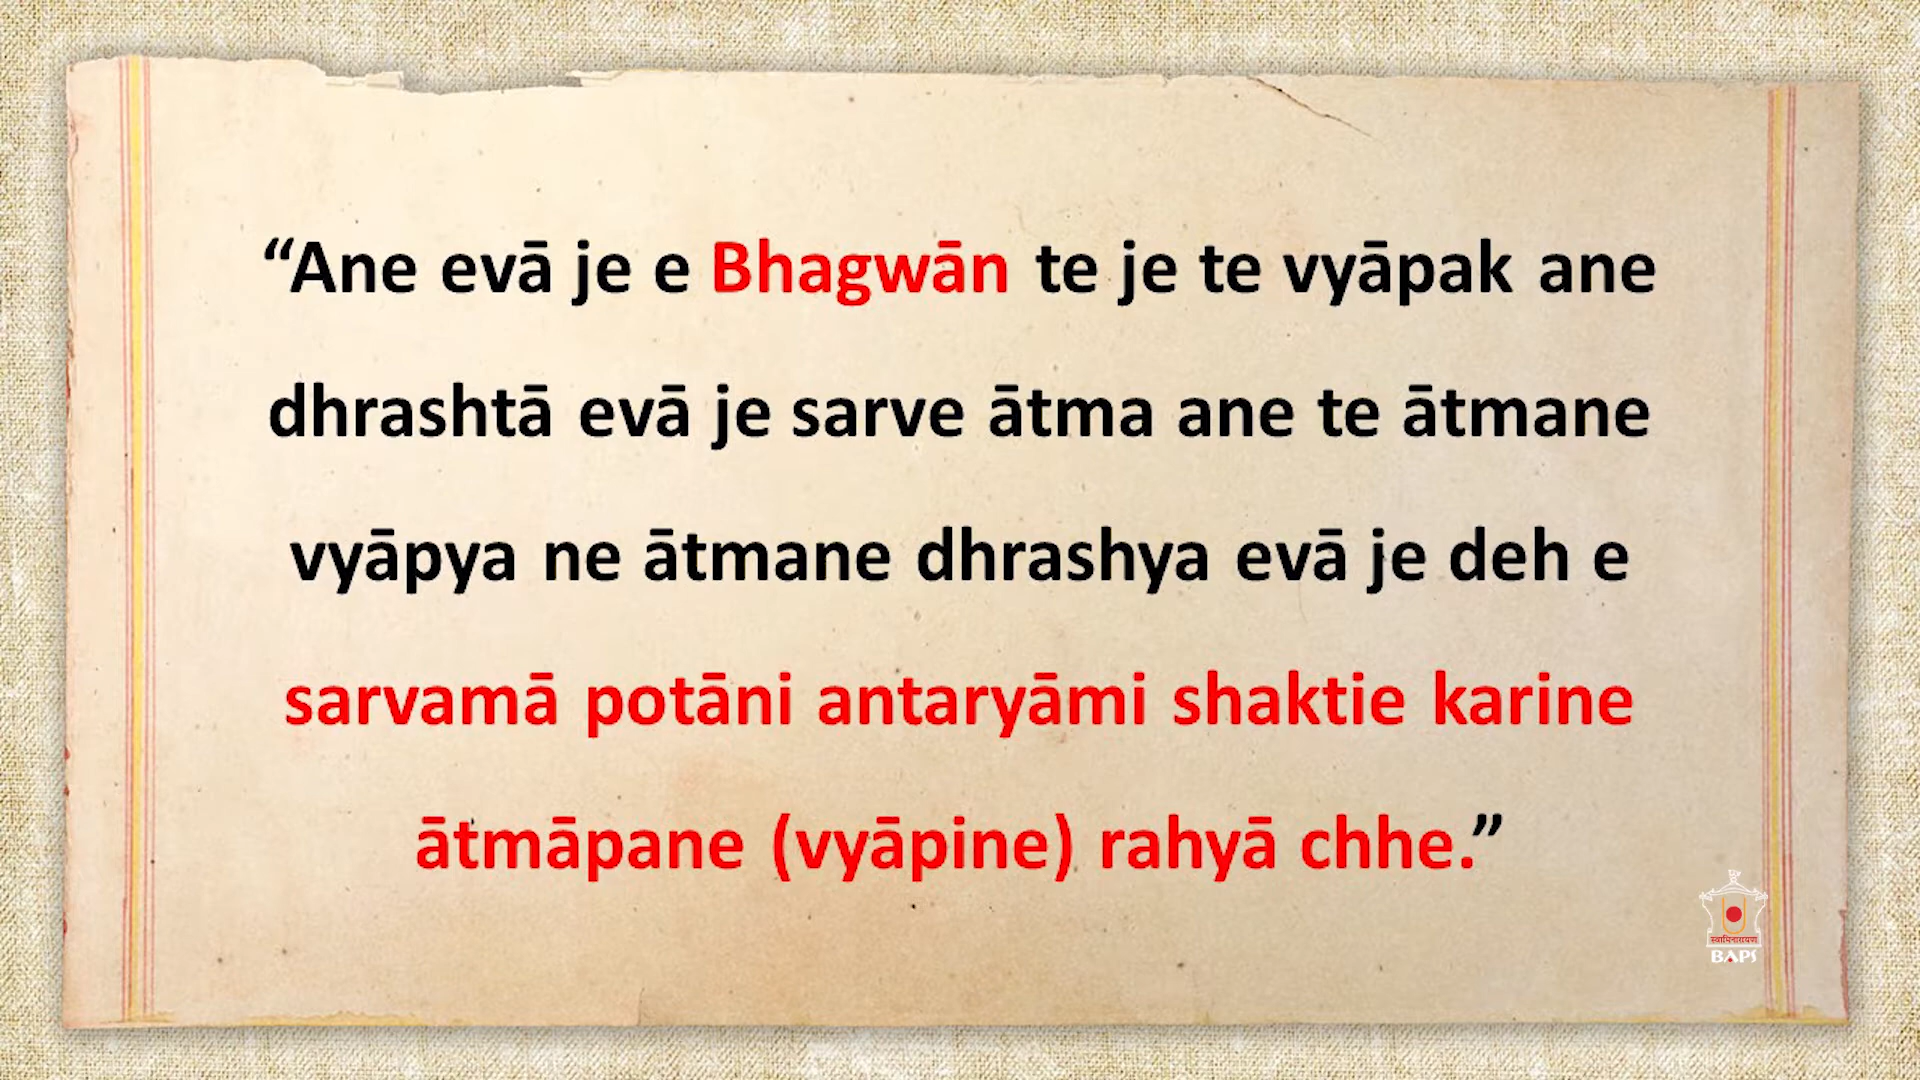 “Ane evā je e Bhagwān te je te vyāpak ane
dhrashtā evā je sarve ātma ane te ātmane
vyāpya ne ātmane dhrashya evā je deh e
sarvamā potāni antaryāmi shaktie karine
ātmāpane (vyāpine) rahyā chhe.”
स्वामिनारायण
BAPS